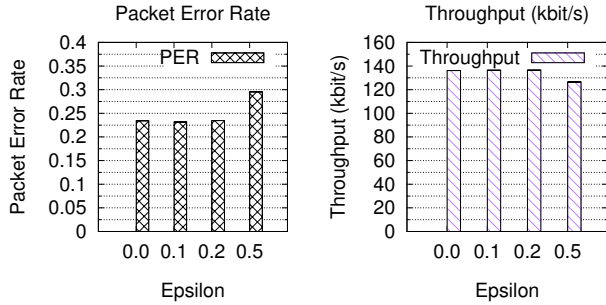 Packet Error Rate
Packet Error Rate
0.4
0.35
0.3
0.25
0.2
0.15
0.1
0.05
0
PER
0.0 0.1 0.2 0.5
Epsilon
Throughput (kbit/s)
Throughput (kbit/s)
160
140
120
100
80
60
40
20
0
Throughput
0.0 0.1 0.2 0.5
Epsilon